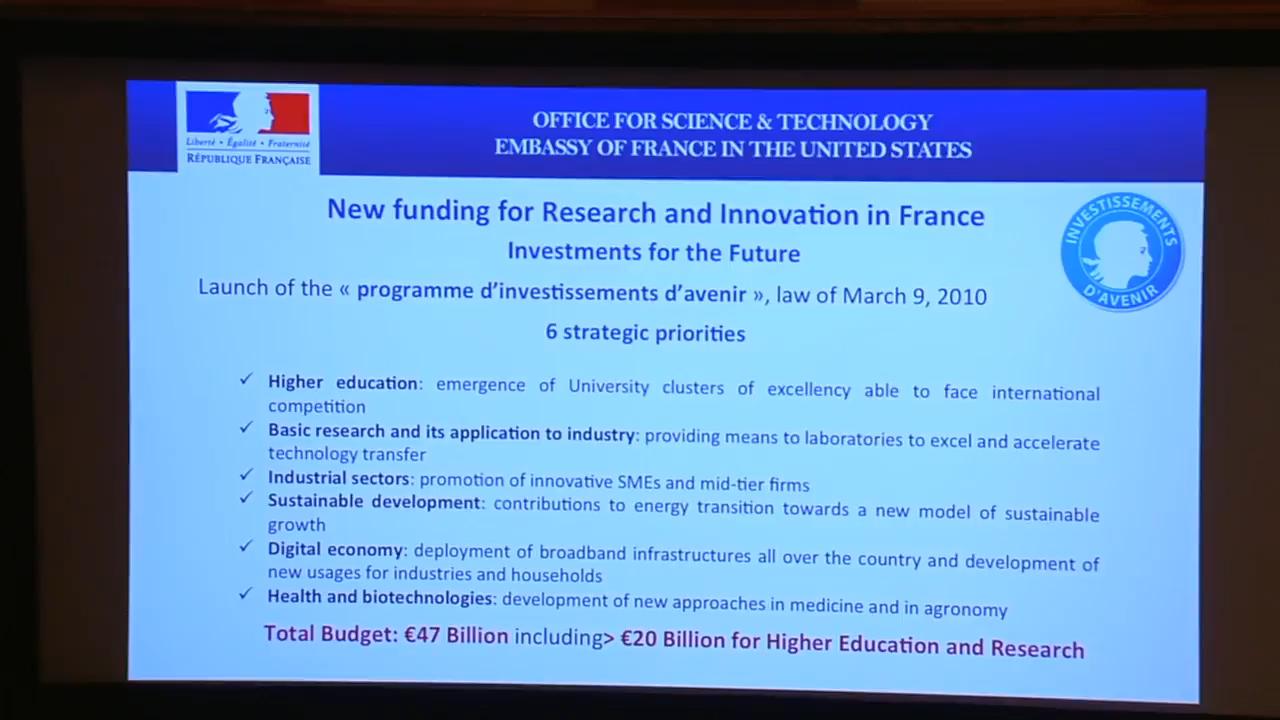 Liberté • Égalité • Fraternité
RÉPUBLIQUE FRANÇAISE
OFFICE FOR SCIENCE & TECHNOLOGY
EMBASSY OF FRANCE IN THE UNITED STATES
New funding for Research and Innovation in France
Investments for the Future
INVESTISSEMENTS
D'AVENIR
Launch of the « programme d'investissements d'avenir », law of March 9, 2010
6 strategic priorities
✓ Higher education: emergence of University clusters of excellency able to face international
competition
✓ Basic research and its application to industry: providing means to laboratories to excel and accelerate
technology transfer
✓ Industrial sectors: promotion of innovative SMEs and mid-tier firms
✓ Sustainable development: contributions to energy transition towards a new model of sustainable
growth
✓ Digital economy: deployment of broadband infrastructures all over the country and development of
new usages for industries and households
✓ Health and biotechnologies: development of new approaches in medicine and in agronomy
Total Budget: €47 Billion including> €20 Billion for Higher Education and Research